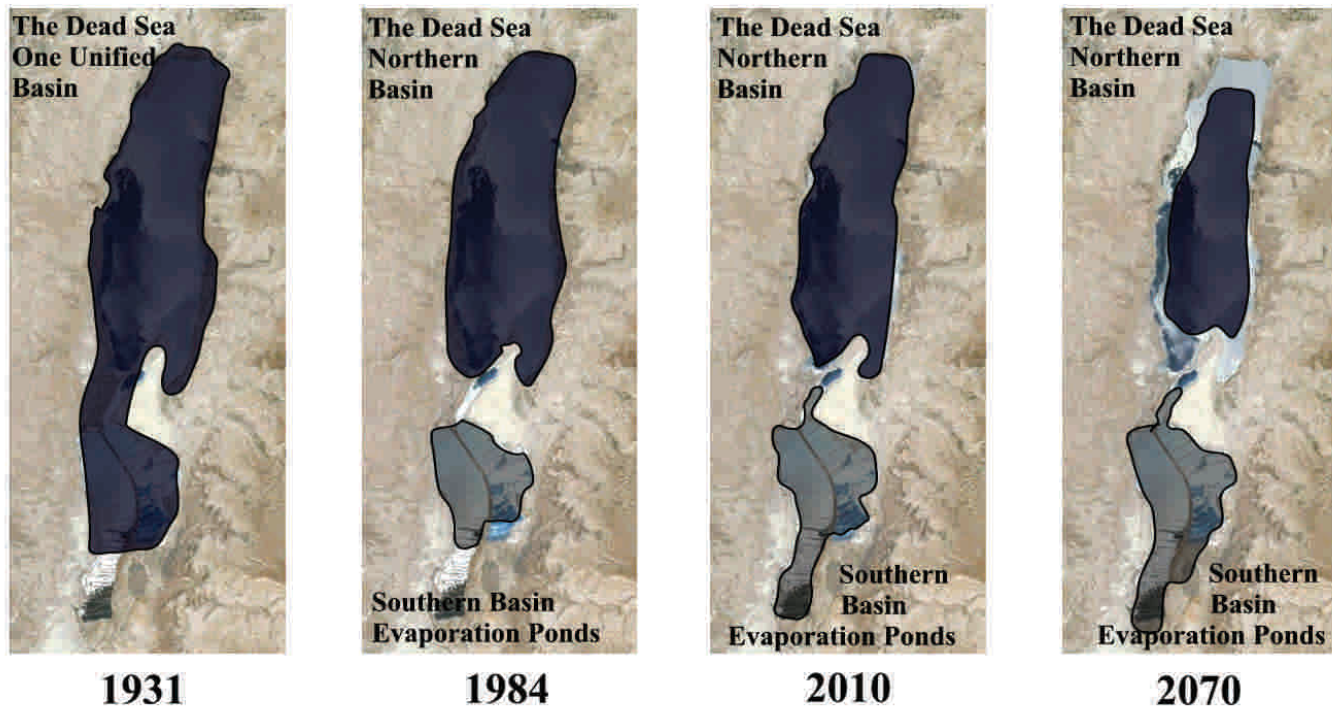 The Dead Sea
One Unified
Basin
The Dead Sea
Northern
Basin
Southern Basin
Evaporation Ponds
The Dead Sea
Northern
Basin
Southern
Basin
Evaporation Ponds
The Dead Sea
Northern
Basin
Southern
Basin
Evaporation Ponds
1931
1984
2010
2070